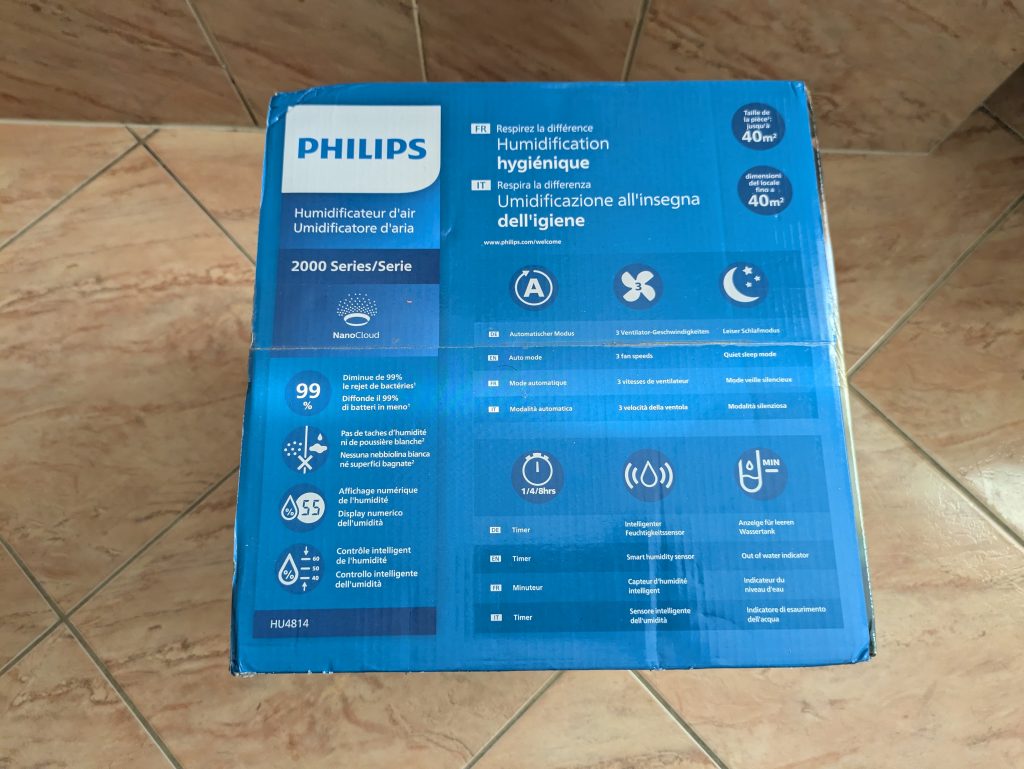 PHILIPS
Humidificateur d'air
Umidificatore d'aria
2000 Series/Serie
NanoCloud
99
%
Diminue de 99%
le rejet de bactéries¹
Diffonde il 99%
di batteri in meno¹
Pas de taches d'humidité
ni de poussière blanche²
Nessuna nebbiolina bianca
né superfici bagnate²
%
55
Affichage numérique
de l'humidité
Display numerico
dell'umidità
%
60
50
40
Contrôle intelligent
de l'humidité
Controllo intelligente
dell'umidità
HU4814
FR Respirez la différence
Humidification
hygiénique
IT Respira la differenza
Umidificazione all'insegna
dell'igiene
www.philips.com/welcome
Taille de
la pièce³:
jusqu'à
40m²
dimensioni
del locale
fino a
40m²
A
3
DE Automatischer Modus 3 Ventilator-Geschwindigkeiten Leiser Schlafmodus
EN Auto mode 3 fan speeds Quiet sleep mode
FR Mode automatique 3 vitesses de ventilateur Mode veille silencieux
IT Modalità automatica 3 velocità della ventola Modalità silenziosa
1/4/8hrs
MIN
DE Timer Intelligenter Feuchtigkeitssensor Anzeige für leeren Wassertank
EN Timer Smart humidity sensor Out of water indicator
FR Minuteur Capteur d'humidité intelligent Indicateur du niveau d'eau
IT Timer Sensore intelligente dell'umidità Indicatore di esaurimento dell'acqua